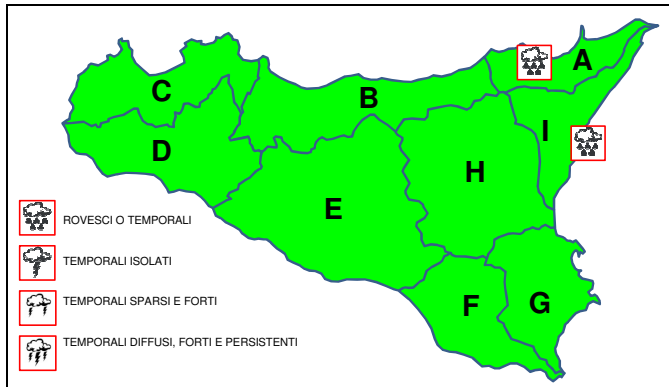 A
C
B
I
D
H
E
ROVESCI O TEMPORALI
TEMPORALI ISOLATI
TEMPORALI SPARSI E FORTI
F
G
TEMPORALI DIFFUSI, FORTI E PERSISTENTI